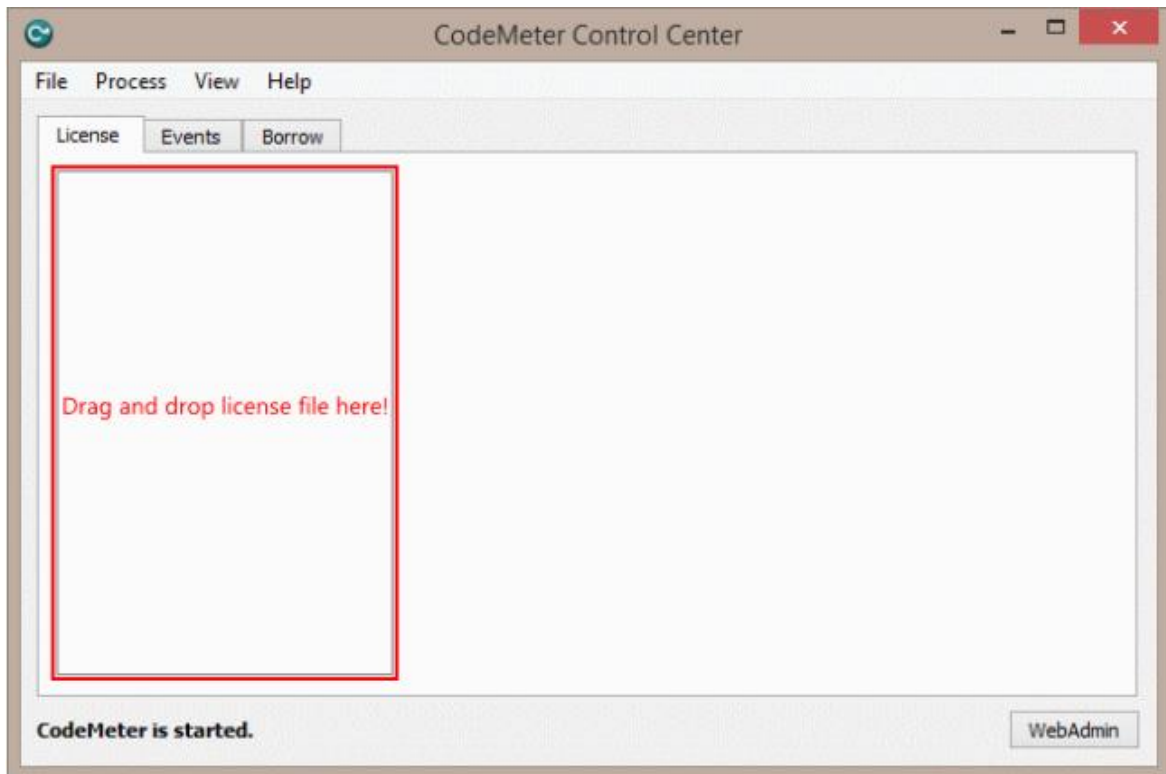 CodeMeter Control Center
File Process View Help
License Events Borrow
Drag and drop license file here!
CodeMeter is started.
WebAdmin